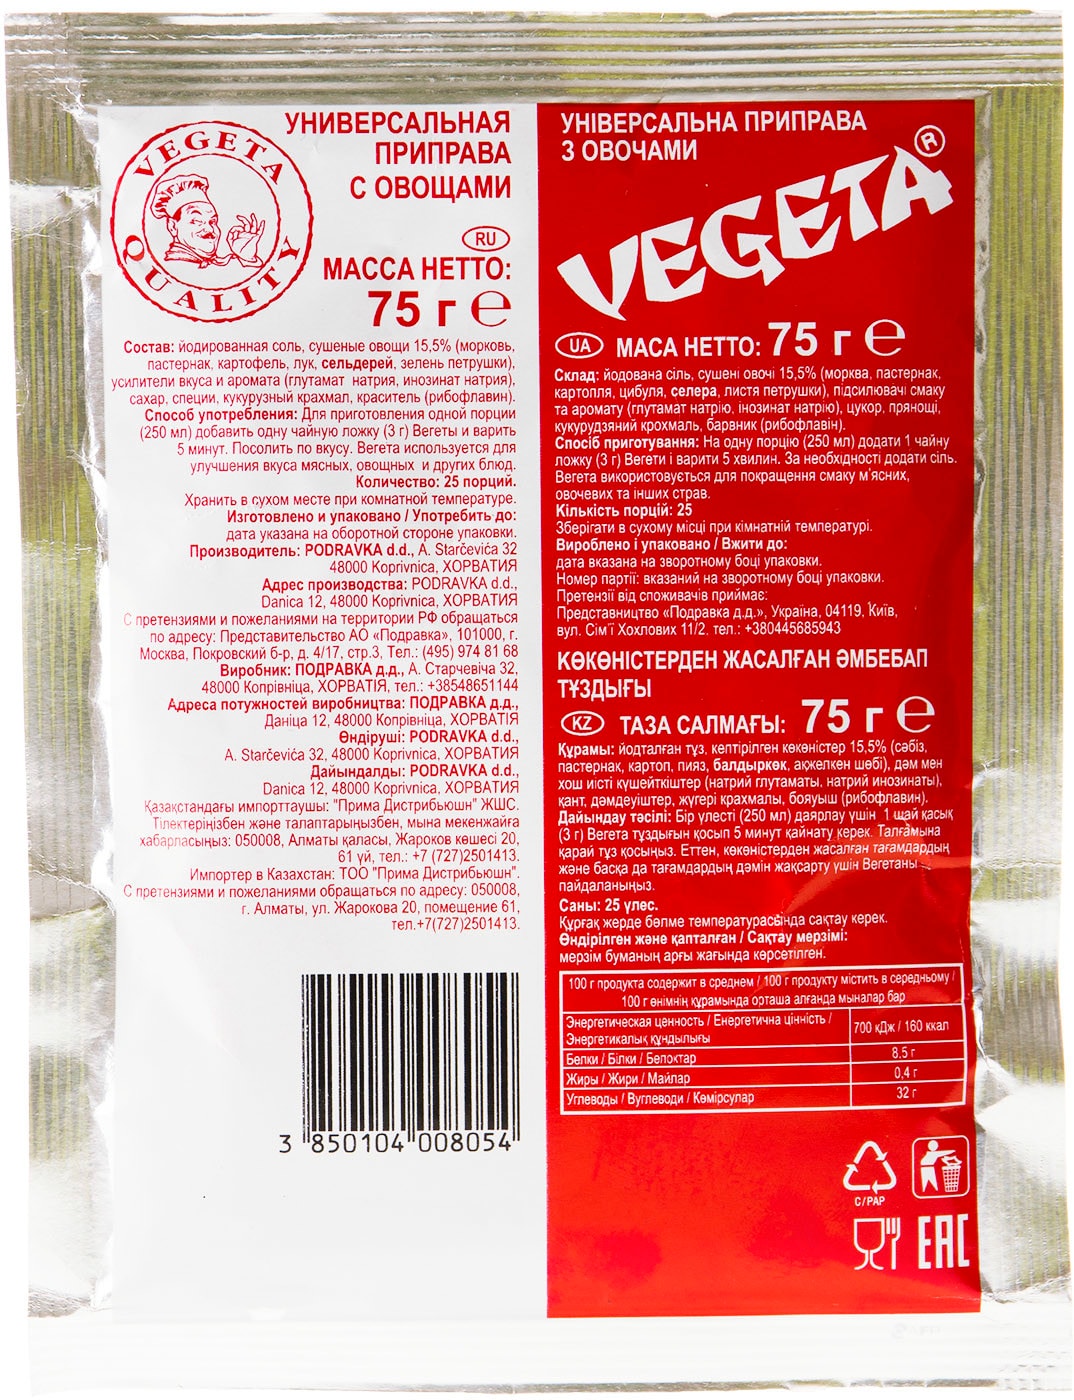 VEGETA
QUALITY
УНИВЕРСАЛЬНАЯ
ПРИПРАВА
С ОВОЩАМИ
RU
МАССА НЕТТО:
75 г ℮
Состав: йодированная соль, сушеные овощи 15,5% (морковь,
пастернак, картофель, лук, сельдерей, зелень петрушки),
усилители вкуса и аромата (глутамат натрия, инозинат натрия),
сахар, специи, кукурузный крахмал, краситель (рибофлавин).
Способ употребления: Для приготовления одной порции
(250 мл) добавить одну чайную ложку (3 г) Вегеты и варить
5 минут. Посолить по вкусу. Вегета используется для
улучшения вкуса мясных, овощных и других блюд.
Количество: 25 порций.
Хранить в сухом месте при комнатной температуре.
Изготовлено и упаковано / Употребить до:
дата указана на оборотной стороне упаковки.
Производитель: PODRAVKA d.d., A. Starčevića 32
48000 Koprivnica, ХОРВАТИЯ
Адрес производства: PODRAVKA d.d.,
Danica 12, 48000 Koprivnica, ХОРВАТИЯ
С претензиями и пожеланиями на территории РФ обращаться
по адресу: Представительство АО «Подравка», 101000, г.
Москва, Покровский б-р, д. 4/17, стр.3, Тел.: (495) 974 81 68
Виробник: ПОДРАВКА д.д., А. Старчевіча 32,
48000 Копрівніца, ХОРВАТІЯ, тел.: +38548651144
Адреса потужностей виробництва: ПОДРАВКА д.д.,
Даніца 12, 48000 Копрівніца, ХОРВАТІЯ
Өндіруші: PODRAVKA d.d.,
A. Starčevića 32, 48000 Koprivnica, ХОРВАТИЯ
Дайындалды: PODRAVKA d.d.,
Danica 12, 48000 Koprivnica, ХОРВАТИЯ
Қазақстандағы импорттаушы: "Прима Дистрибьюшн" ЖШС.
Тілектеріңізбен және талаптарыңызбен, мына мекенжайға
хабарласыңыз: 050008, Алматы қаласы, Жароков көшесі 20,
61 үй, тел.: +7 (727)2501413.
Импортер в Казахстан: ТОО "Прима Дистрибьюшн".
С претензиями и пожеланиями обращаться по адресу: 050008,
г. Алматы, ул. Жарокова 20, помещение 61,
тел.+7(727)2501413.
3 850104 008054
УНІВЕРСАЛЬНА ПРИПРАВА
З ОВОЧАМИ
VEGETA®
UA МАСА НЕТТО: 75 г ℮
Склад: йодована сіль, сушені овочі 15,5% (морква, пастернак,
картопля, цибуля, селера, листя петрушки), підсилювачі смаку
та аромату (глутамат натрію, інозинат натрію), цукор, прянощі,
кукурудзяний крохмаль, барвник (рибофлавін).
Спосіб приготування: На одну порцію (250 мл) додати 1 чайну
ложку (3 г) Вегети і варити 5 хвилин. За необхідності додати сіль.
Вегета використовується для покращення смаку м'ясних,
овочевих та інших страв.
Кількість порцій: 25
Зберігати в сухому місці при кімнатній температурі.
Вироблено і упаковано / Вжити до:
дата вказана на зворотному боці упаковки.
Номер партії: вказаний на зворотному боці упаковки.
Претензії від споживачів приймає:
Представництво «Подравка д.д.», Україна, 04119, Київ,
вул. Сім'ї Хохлових 11/2. тел.: +380445685943
КӨКӨНІСТЕРДЕН ЖАСАЛҒАН ӘМБЕБАП
ТҰЗДЫҒЫ
KZ ТАЗА САЛМАҒЫ: 75 г ℮
Құрамы: йодталған тұз, кептірілген көкөністер 15,5% (сәбіз,
пастернак, картоп, пияз, балдыркөк, ақжелкен шөбі), дәм мен
хош иісті күшейткіштер (натрий глутаматы, натрий инозинаты),
қант, дәмдеуіштер, жүгері крахмалы, бояуыш (рибофлавин).
Дайындау тәсілі: Бір үлесті (250 мл) даярлау үшін 1 шай қасық
(3 г) Вегета тұздығын қосып 5 минут қайнату керек. Талғамына
қарай тұз қосыңыз. Еттен, көкөністерден жасалған тағамдардың
және басқа да тағамдардың дәмін жақсарту үшін Вегетаны
пайдаланыңыз.
Саны: 25 үлес.
Құрғақ жерде бөлме температурасында сақтау керек.
Өндірілген және қапталған / Сақтау мерзімі:
мерзім буманың арғы жағында көрсетілген.
100 г продукта содержит в среднем / 100 г продукту містить в середньому /
100 г өнімнің құрамында орташа алғанда мыналар бар
Энергетическая ценность / Енергетична цінність /
Энергетикалық құндылығы 700 кДж / 160 ккал
Белки / Білки / Белоктар 8,5 г
Жиры / Жири / Майлар 0,4 г
Углеводы / Вуглеводи / Көмірсулар 32 г
C/PAP
EAC